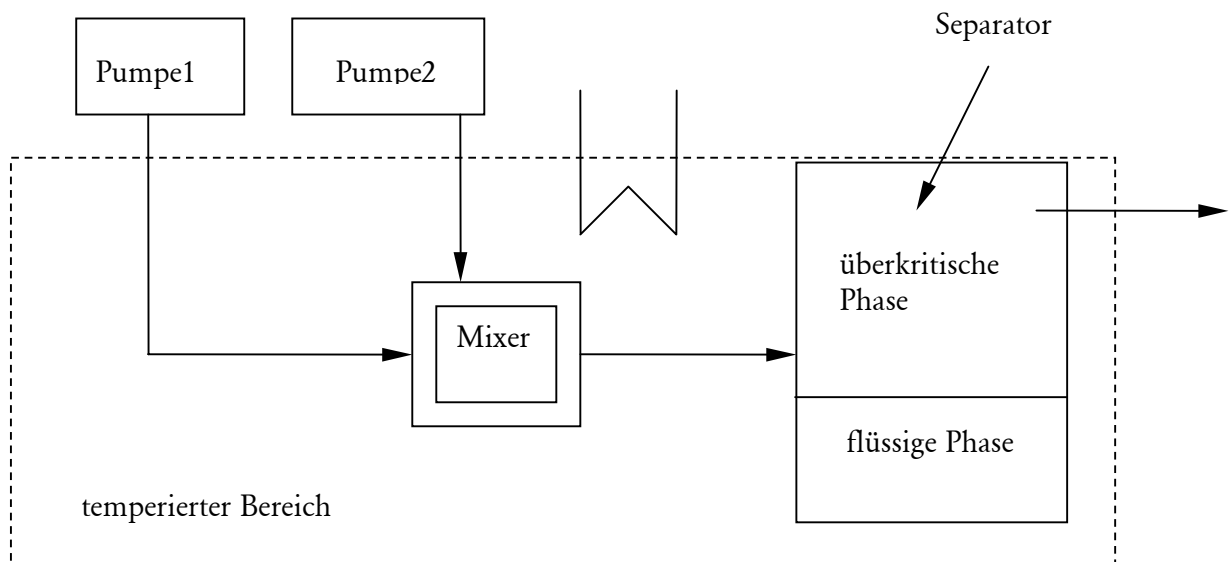 Separator
Pumpe1
Pumpe2
überkritische
Phase
Mixer
flüssige Phase
temperierter Bereich